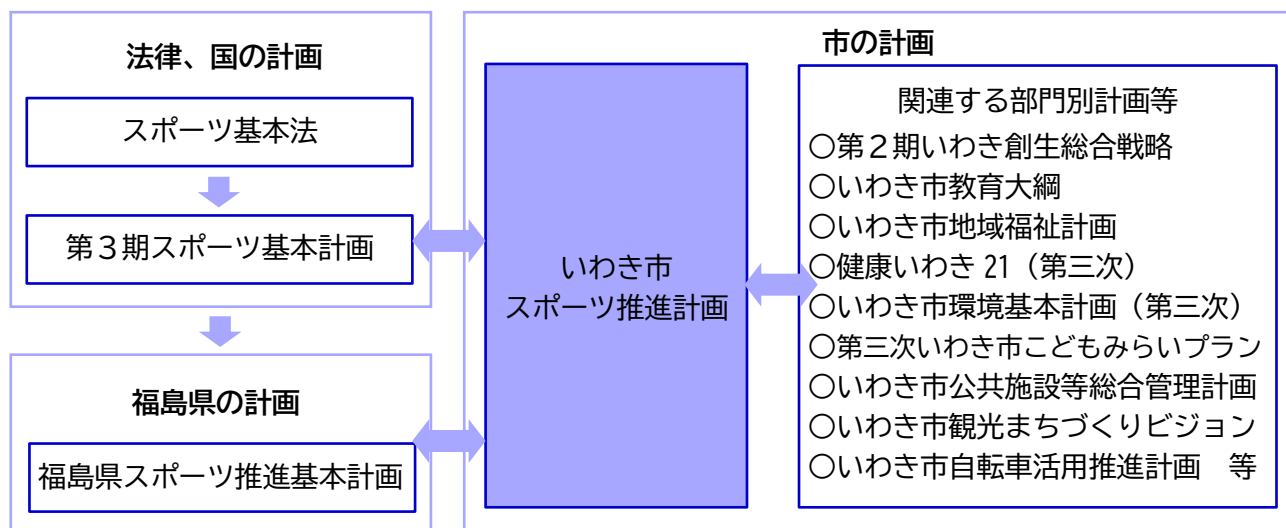 法律、国の計画
スポーツ基本法
第３期スポーツ基本計画
福島県の計画
福島県スポーツ推進基本計画
市の計画
いわき市
スポーツ推進計画
関連する部門別計画等
〇第２期いわき創生総合戦略
〇いわき市教育大綱
〇いわき市地域福祉計画
〇健康いわき 21（第三次）
〇いわき市環境基本計画（第三次）
〇第三次いわき市こどもみらいプラン
〇いわき市公共施設等総合管理計画
〇いわき市観光まちづくりビジョン
〇いわき市自転車活用推進計画　等